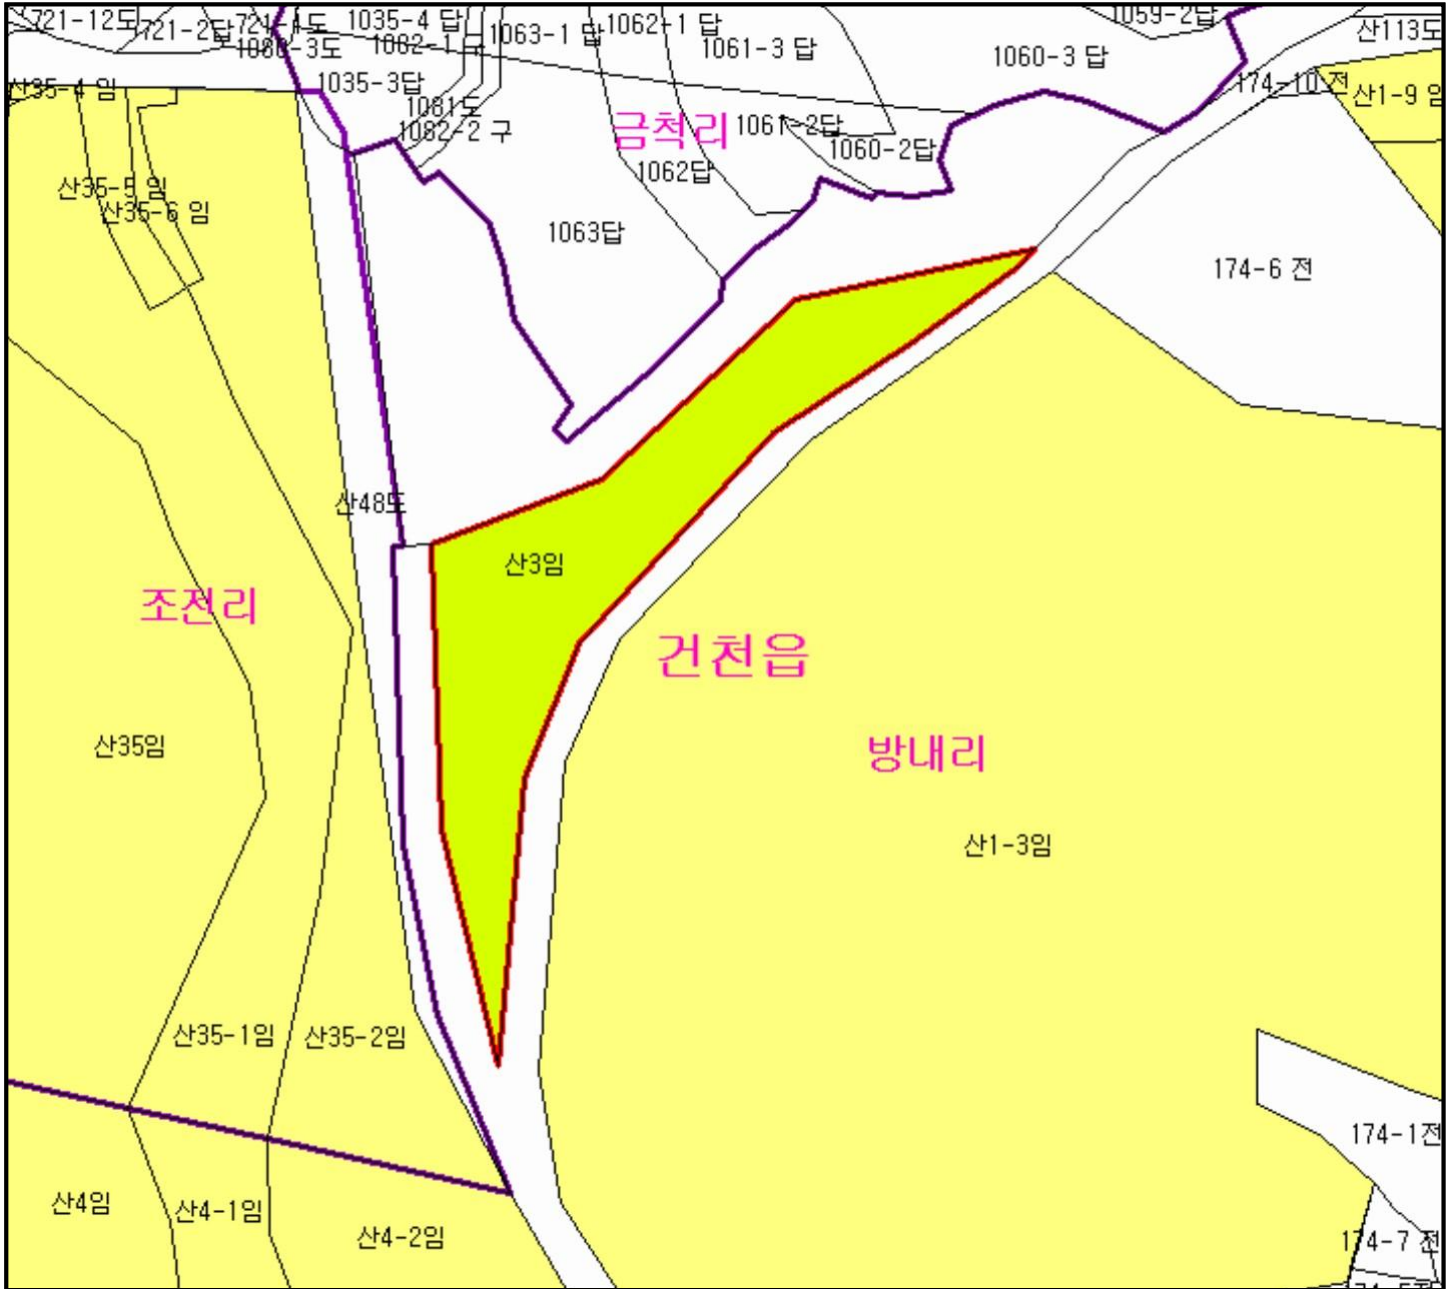 721-12도
721-2답
1035-4 답
1063-1 답
1062-1 답
1061-3 답
1060-3 답
1059-2답
산113도
1080-3도
1035-3답
산35-4 임
1081도
1082-2 구
금척리
1061-2답
1060-2답
1062답
174-10 전
산1-9 임
산35-5 임
산35-6 임
1063답
174-6 전
산48도
산3임
조전리
건천읍
방내리
산35임
산1-3임
산35-1임
산35-2임
174-1전
산4임
산4-1임
산4-2임
174-7 전